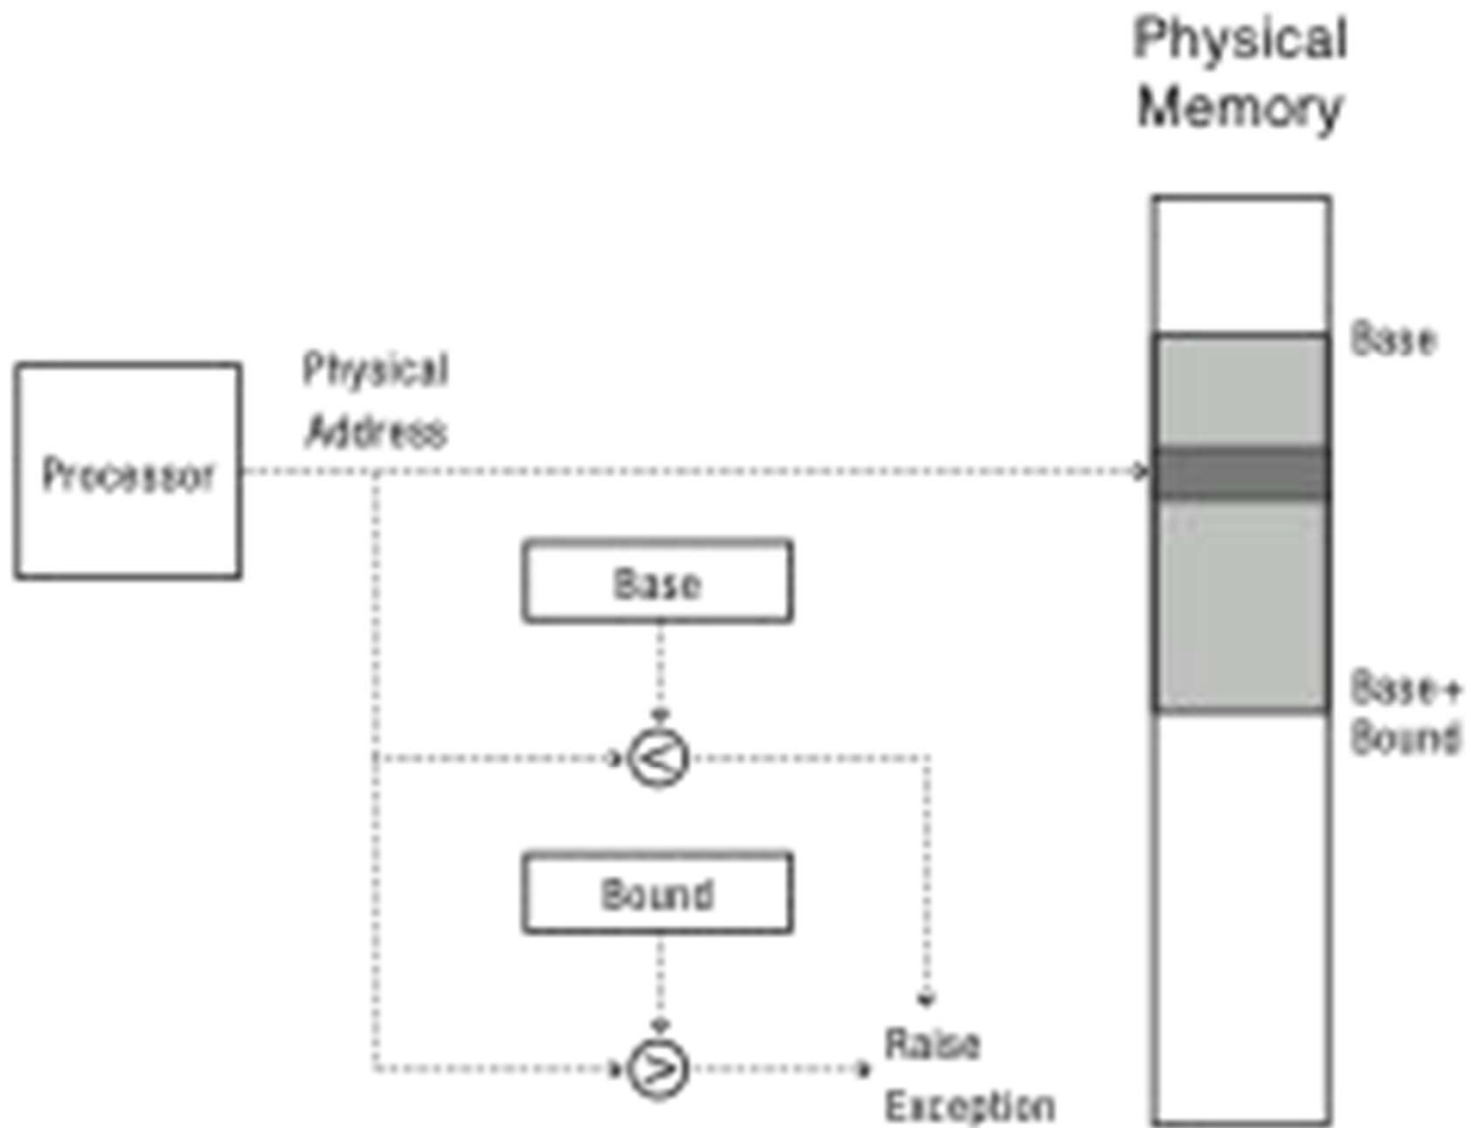 Physical
Memory
Base
Physical
Address
Processor
Base
<
Base+
Bound
Bound
>
Raise
Exception